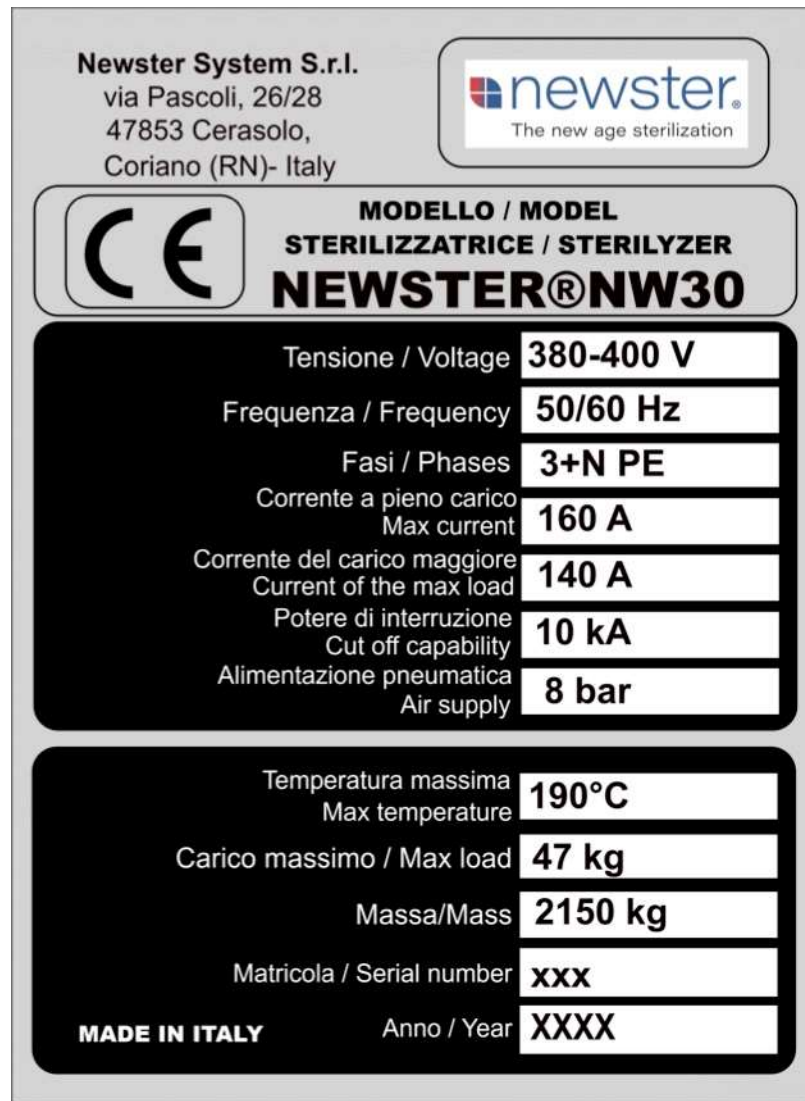 Newster System S.r.l.
via Pascoli, 26/28
47853 Cerasolo,
Coriano (RN)- Italy
newster®
The new age sterilization
CE
MODELLO / MODEL
STERILIZZATRICE / STERILYZER
NEWSTER®NW30
Tensione / Voltage 380-400 V
Frequenza / Frequency 50/60 Hz
Fasi / Phases 3+N PE
Corrente a pieno carico
Max current 160 A
Corrente del carico maggiore
Current of the max load 140 A
Potere di interruzione
Cut off capability 10 kA
Alimentazione pneumatica
Air supply 8 bar
Temperatura massima
Max temperature 190°C
Carico massimo / Max load 47 kg
Massa/Mass 2150 kg
Matricola / Serial number xxx
MADE IN ITALY Anno / Year XXXX